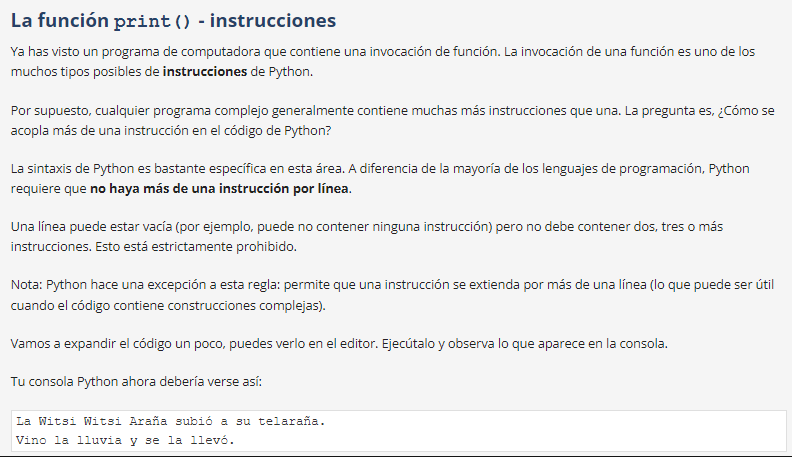 La función print() - instrucciones
Ya has visto un programa de computadora que contiene una invocación de función. La invocación de una función es uno de los
muchos tipos posibles de instrucciones de Python.
Por supuesto, cualquier programa complejo generalmente contiene muchas más instrucciones que una. La pregunta es, ¿Cómo se
acopla más de una instrucción en el código de Python?
La sintaxis de Python es bastante específica en esta área. A diferencia de la mayoría de los lenguajes de programación, Python
requiere que no haya más de una instrucción por línea.
Una línea puede estar vacía (por ejemplo, puede no contener ninguna instrucción) pero no debe contener dos, tres o más
instrucciones. Esto está estrictamente prohibido.
Nota: Python hace una excepción a esta regla: permite que una instrucción se extienda por más de una línea (lo que puede ser útil
cuando el código contiene construcciones complejas).
Vamos a expandir el código un poco, puedes verlo en el editor. Ejecútalo y observa lo que aparece en la consola.
Tu consola Python ahora debería verse así:
La Witsi Witsi Araña subió a su telaraña.
Vino la lluvia y se la llevó.